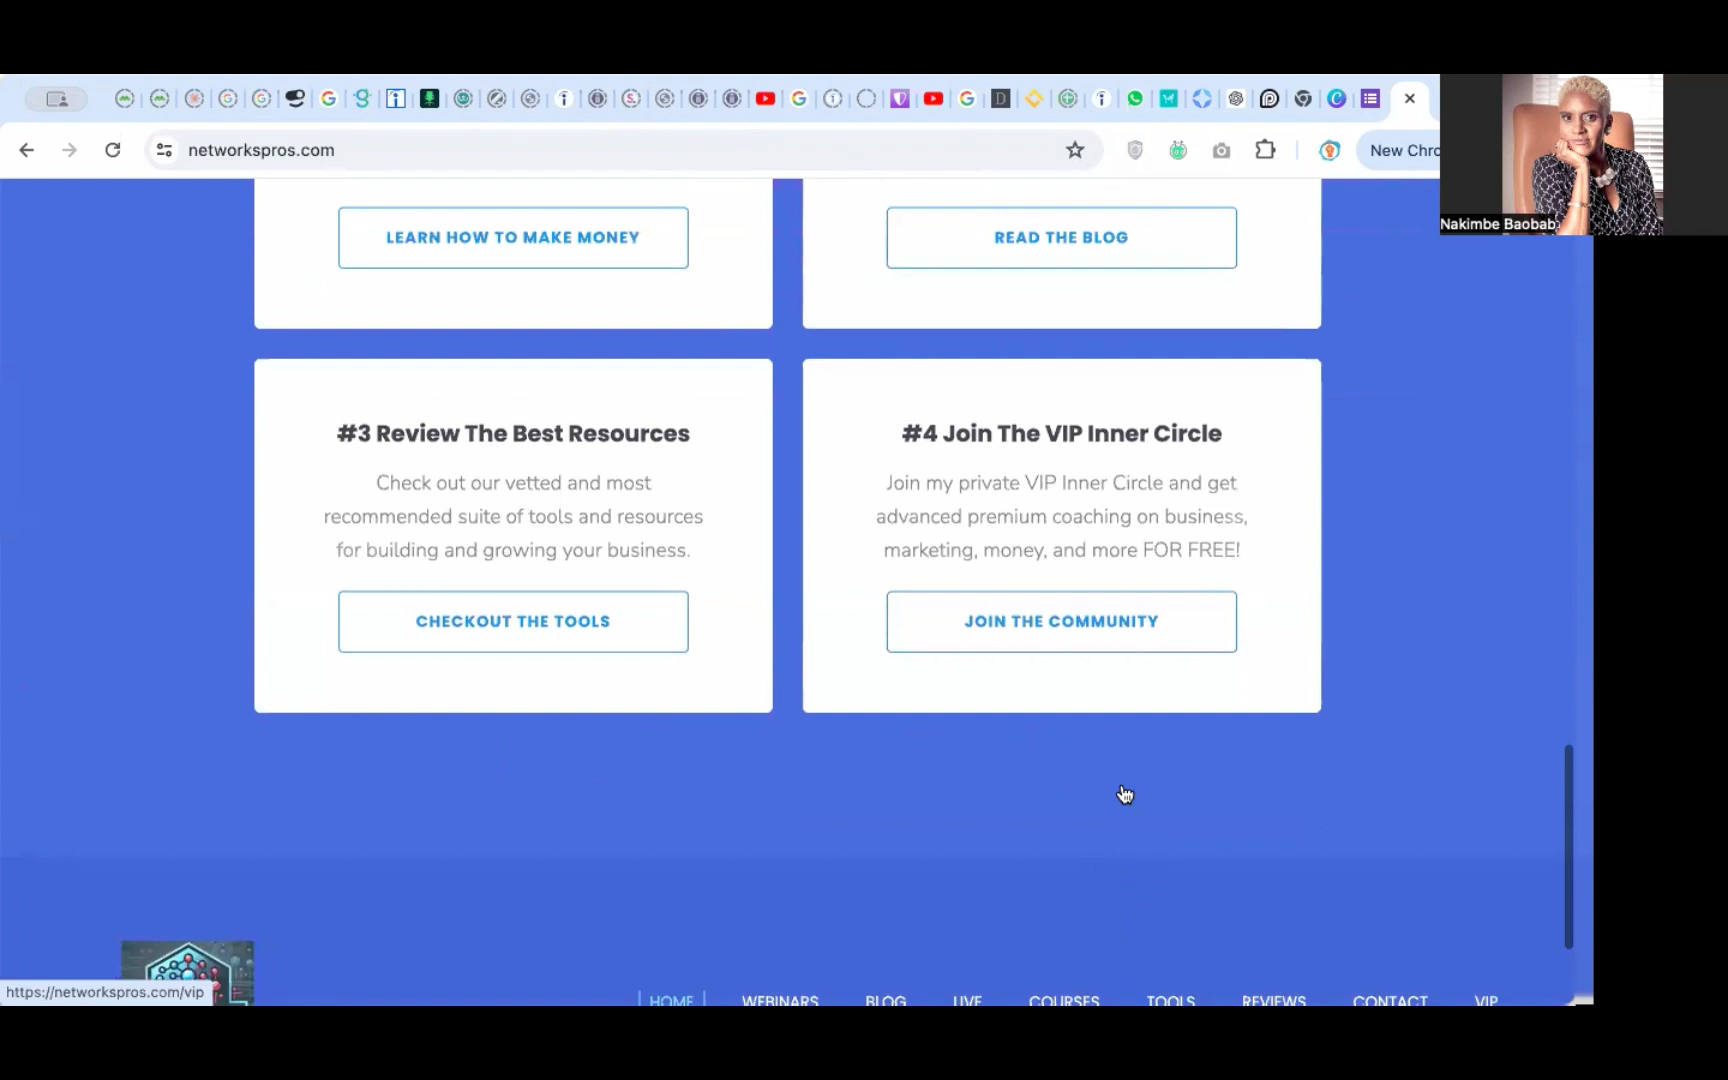 networkspros.com
New Chro
Nakimbe Baobab
LEARN HOW TO MAKE MONEY
READ THE BLOG
#3 Review The Best Resources
Check out our vetted and most
recommended suite of tools and resources
for building and growing your business.
CHECKOUT THE TOOLS
#4 Join The VIP Inner Circle
Join my private VIP Inner Circle and get
advanced premium coaching on business,
marketing, money, and more FOR FREE!
JOIN THE COMMUNITY
https://networkspros.com/vip
HOME WEBINARS BLOG LIVE COURSES TOOLS REVIEWS CONTACT VIP